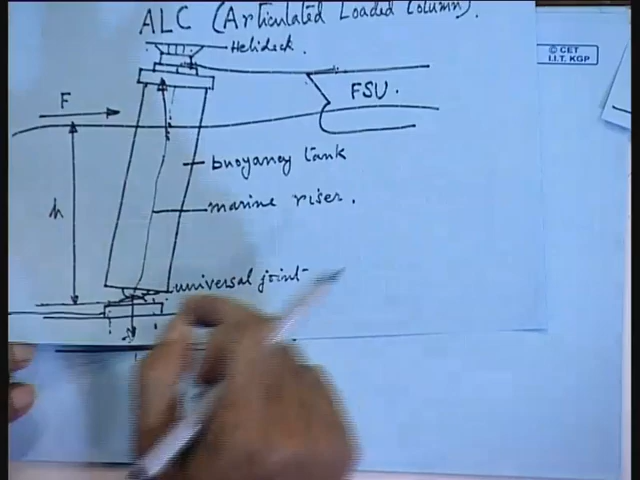 ALC (Articulated Loaded Column).
Helideck.
© CET
I.I.T. KGP
F
FSU.
buoyancy tank
h
marine riser.
universal joint